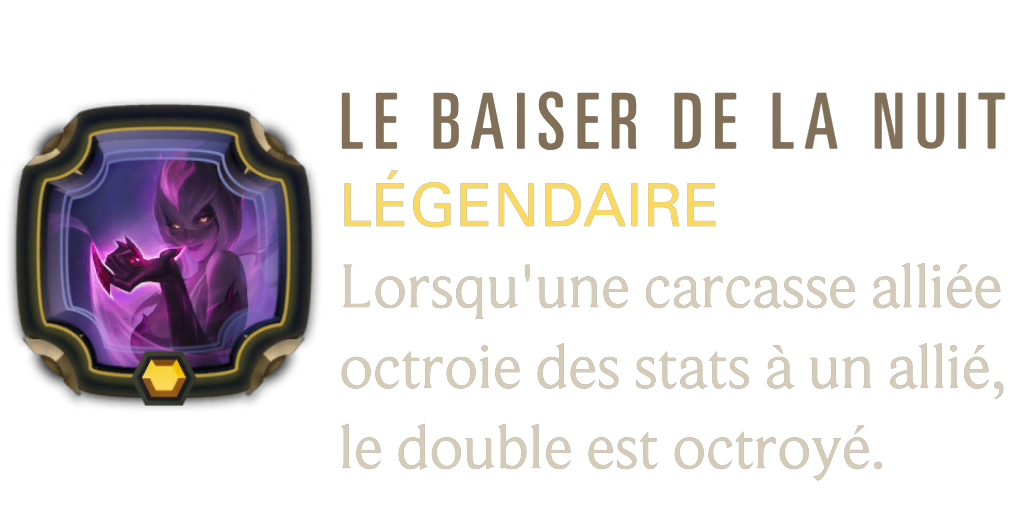 LE BAISER DE LA NUIT
LÉGENDAIRE
Lorsqu'une carcasse alliée
octroie des stats à un allié,
le double est octroyé.